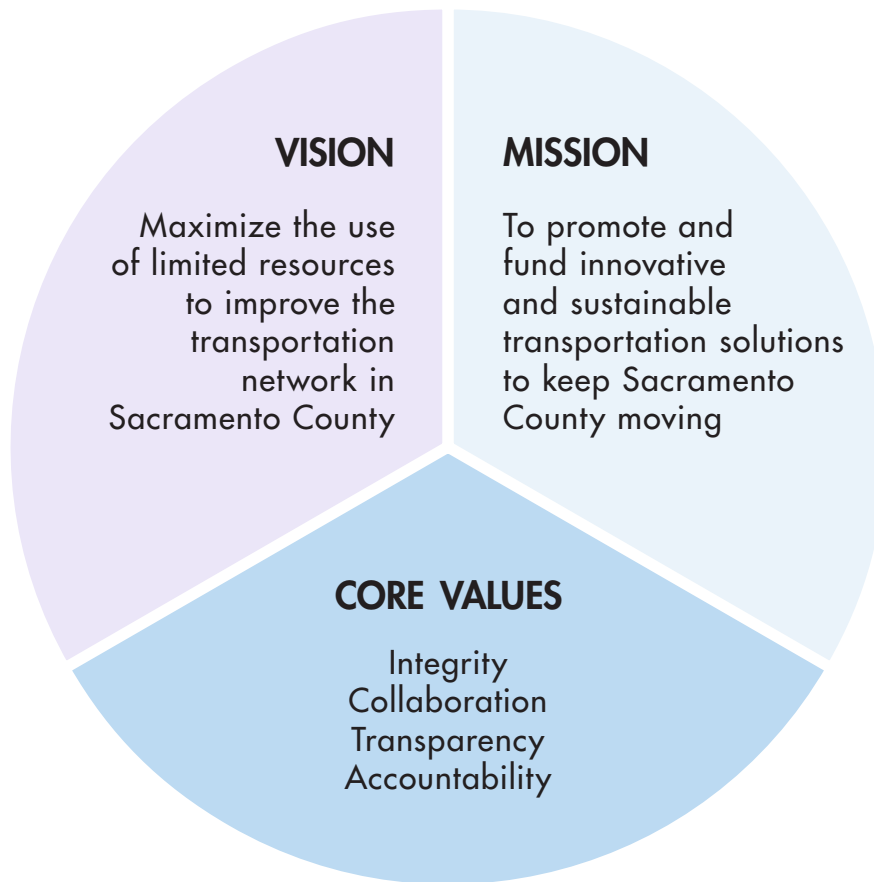 VISION
Maximize the use
of limited resources
to improve the
transportation
network in
Sacramento County
MISSION
To promote and
fund innovative
and sustainable
transportation solutions
to keep Sacramento
County moving
CORE VALUES
Integrity
Collaboration
Transparency
Accountability